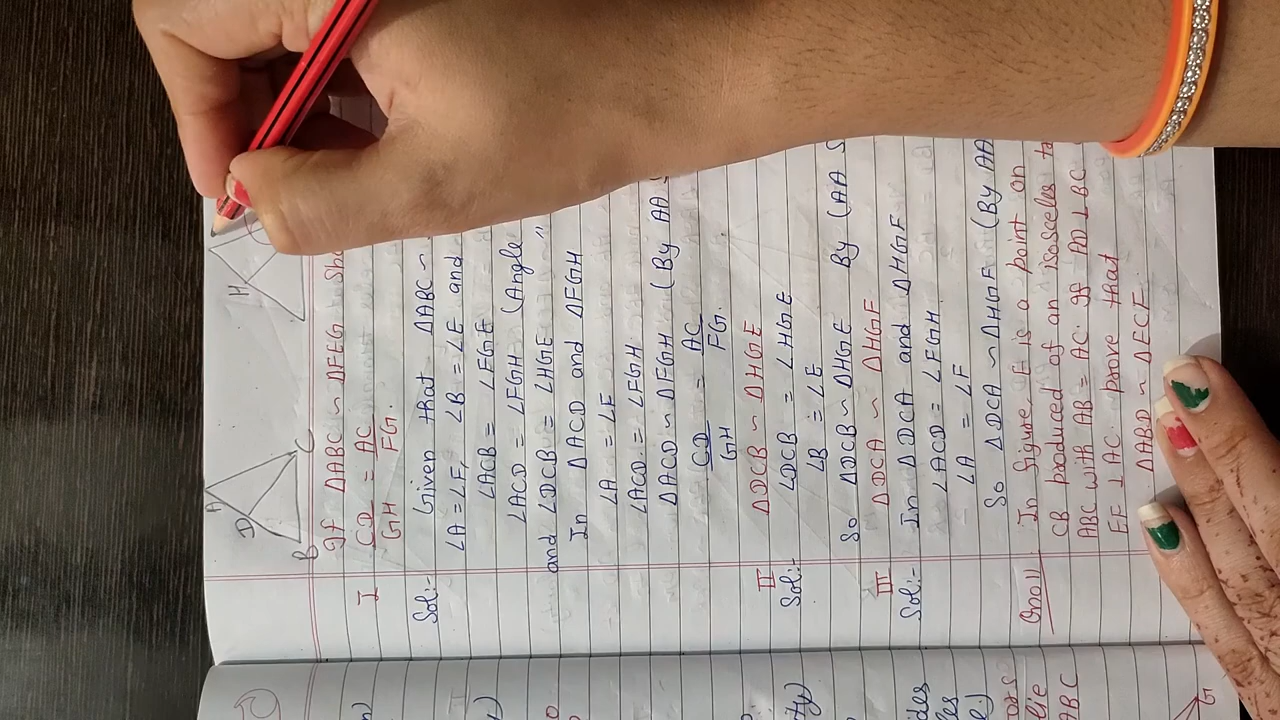 A
D
B
C
H
If ΔABC ~ ΔFEG
I CD/GH = AC/FG.
Sol:- Given that ΔABC ~
∠A = ∠F, ∠B = ∠E and
∠ACB = ∠FGE
∠ACD = ∠FGH (Angle
and ∠DCB = ∠HGE "
In ΔACD and ΔFGH
∠A = ∠E
∠ACD = ∠FGH
ΔACD ~ ΔFGH (By AA
CD/GH = AC/FG.
II ΔDCB ~ ΔHGE
Sol:- ∠DCB = ∠HGE
∠B = ∠E
So ΔDCB ~ ΔHGE By (AA S
III ΔDCA ~ ΔHGF
Sol:- In ΔDCA and ΔHGF
∠ACD = ∠FGH
∠A = ∠F
So ΔDCA ~ ΔHGF (By AA
Qno11. In figure, E is a point on
CB produced of an isosceles
ABC with AB = AC. If AD ⊥ BC
EF ⊥ AC. prove that
ΔABD ~ ΔECF.
lie
ABC
G